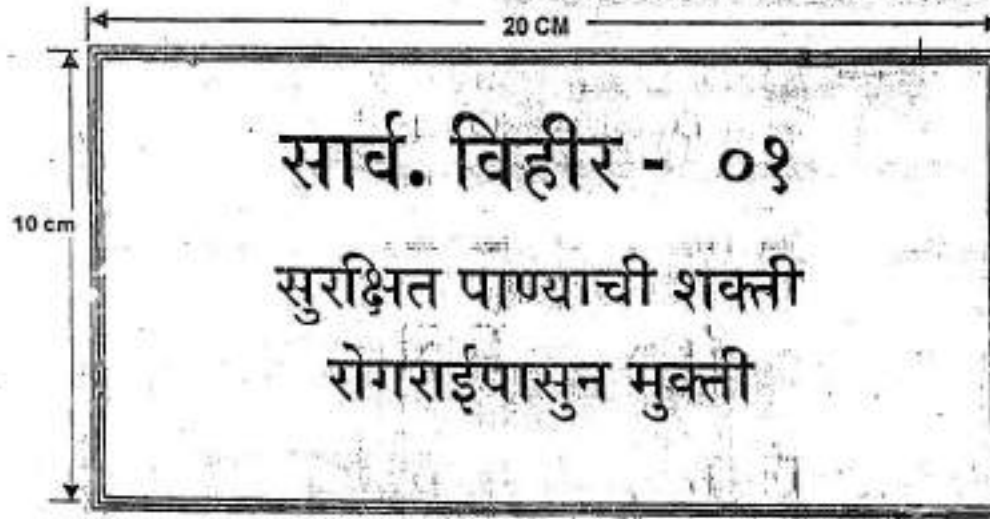 20 CM
10 cm
सार्व. विहीर - ०१
सुरक्षित पाण्याची शक्ती
रोगराईपासुन मुक्ती